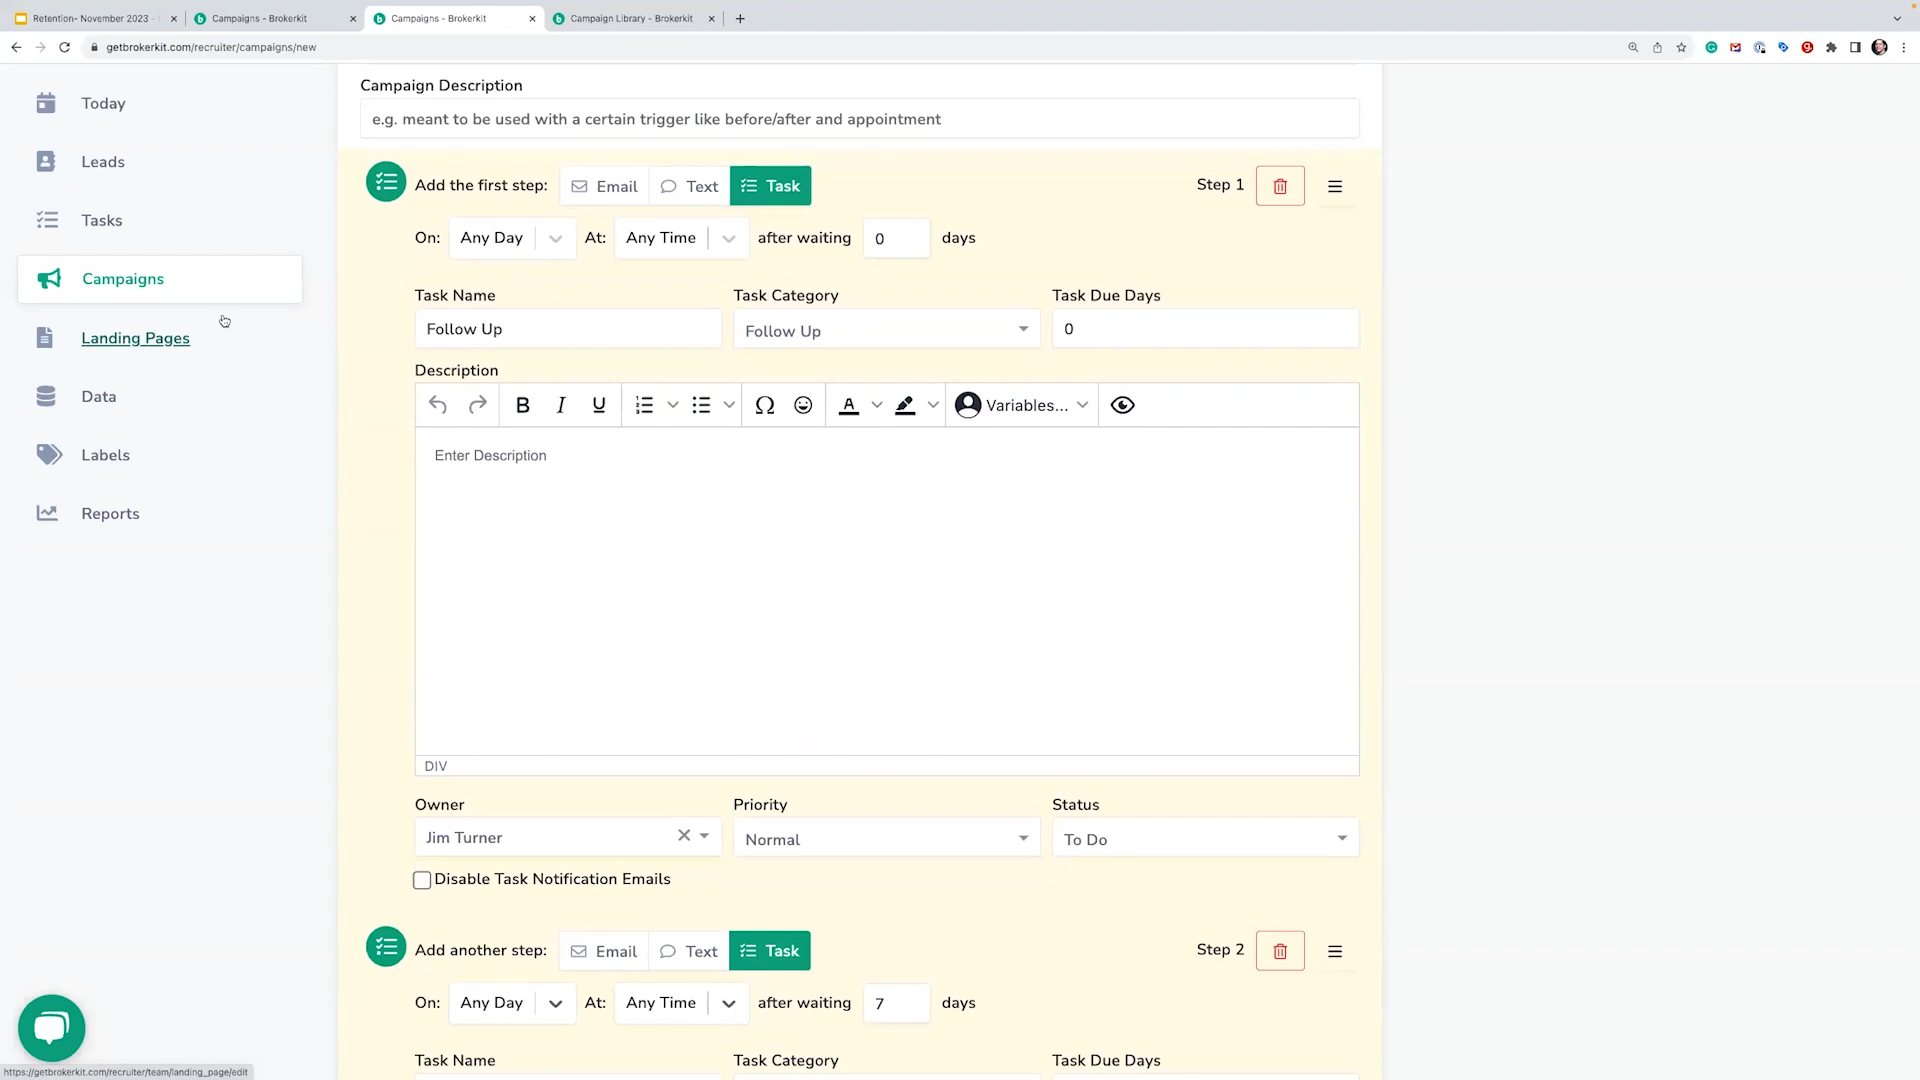 Retention- November 2023 -
Campaigns - Brokerkit
Campaigns - Brokerkit
Campaign Library - Brokerkit
getbrokerkit.com/recruiter/campaigns/new
Today
Leads
Tasks
Campaigns
Landing Pages
Data
Labels
Reports
Campaign Description
e.g. meant to be used with a certain trigger like before/after and appointment
Add the first step: Email Text Task Step 1
On: Any Day At: Any Time after waiting 0 days
Task Name Task Category Task Due Days
Follow Up Follow Up 0
Description
B I U Ω A Variables...
Enter Description
DIV
Owner Priority Status
Jim Turner Normal To Do
Disable Task Notification Emails
Add another step: Email Text Task Step 2
On: Any Day At: Any Time after waiting 7 days
Task Name Task Category Task Due Days
https://getbrokerkit.com/recruiter/team/landing_page/edit